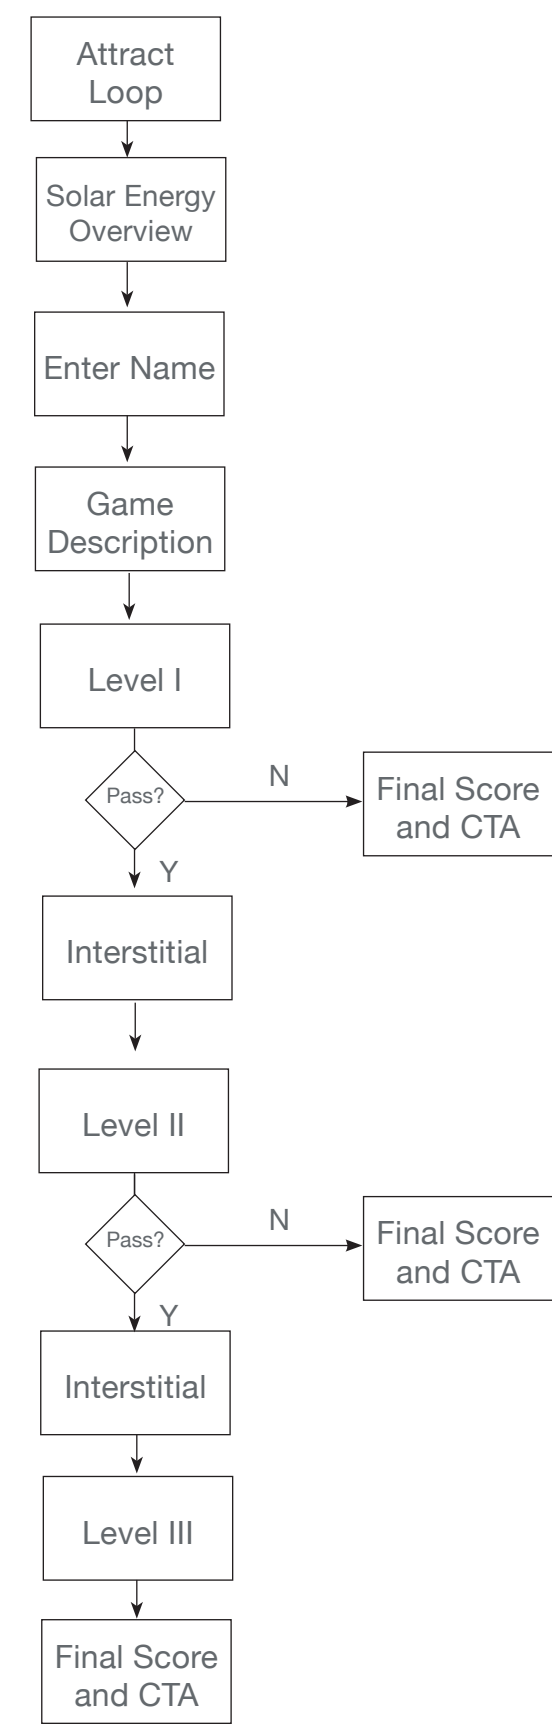 Attract
Loop
Solar Energy
Overview
Enter Name
Game
Description
Level I
Pass?
N
Final Score
and CTA
Y
Interstitial
Level II
Pass?
N
Final Score
and CTA
Y
Interstitial
Level III
Final Score
and CTA